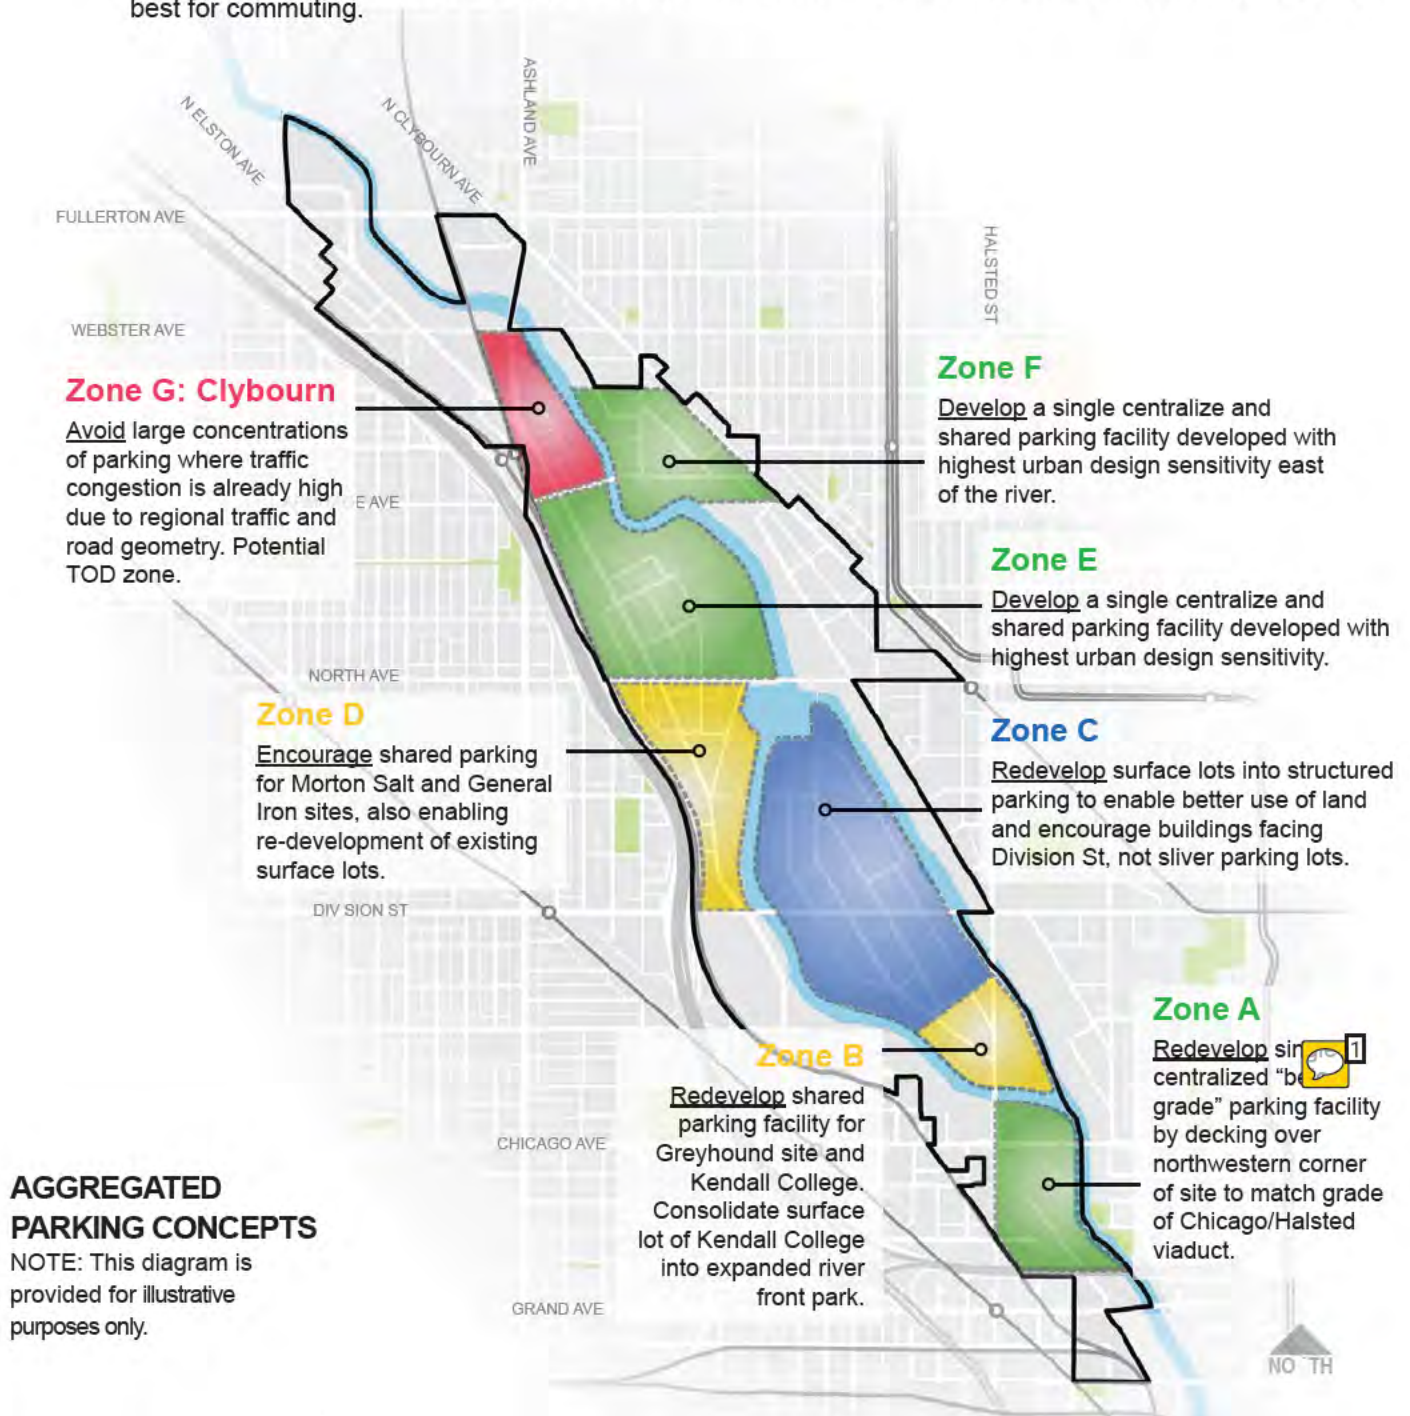 best for commuting.
N ELSTON AVE
N CLYBOURN AVE
ASHLAND AVE
FULLERTON AVE
HALSTED ST
WEBSTER AVE
Zone G: Clybourn
Avoid large concentrations
of parking where traffic
congestion is already high
due to regional traffic and
road geometry. Potential
TOD zone.
E AVE
Zone F
Develop a single centralize and
shared parking facility developed with
highest urban design sensitivity east
of the river.
Zone E
Develop a single centralize and
shared parking facility developed with
highest urban design sensitivity.
NORTH AVE
Zone D
Encourage shared parking
for Morton Salt and General
Iron sites, also enabling
re-development of existing
surface lots.
Zone C
Redevelop surface lots into structured
parking to enable better use of land
and encourage buildings facing
Division St, not sliver parking lots.
DIV SION ST
Zone A
Redevelop 1
centralized
grade” parking facility
by decking over
northwestern corner
of site to match grade
of Chicago/Halsted
viaduct.
Zone B
Redevelop shared
parking facility for
Greyhound site and
Kendall College.
Consolidate surface
lot of Kendall College
into expanded river
front park.
CHICAGO AVE
GRAND AVE
AGGREGATED
PARKING CONCEPTS
NOTE: This diagram is
provided for illustrative
purposes only.
NO TH